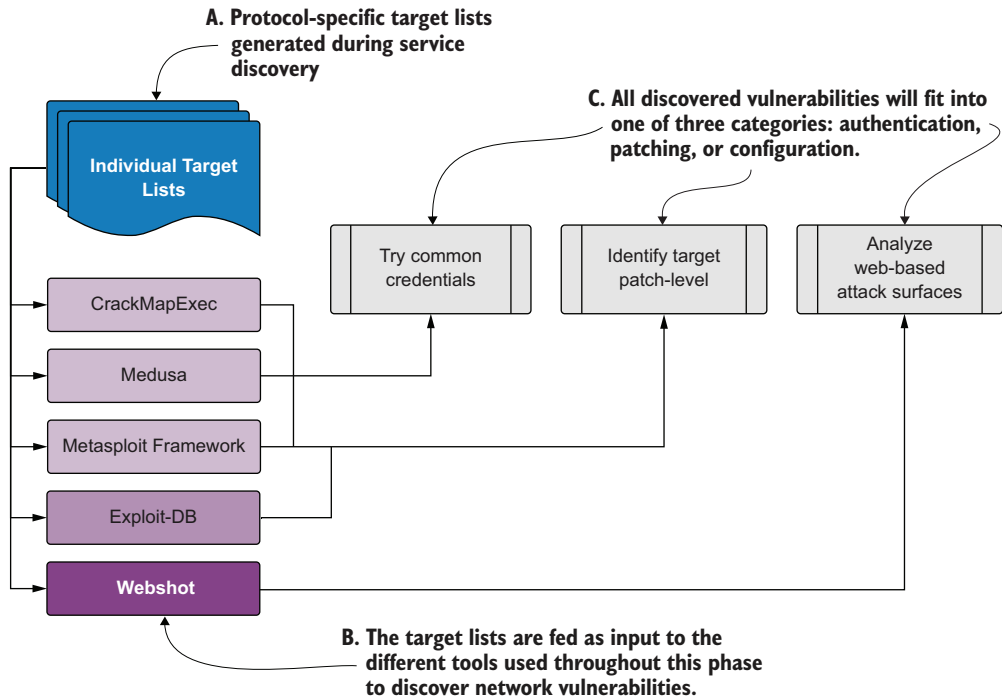 A. Protocol-specific target lists
generated during service
discovery
C. All discovered vulnerabilities will fit into
one of three categories: authentication,
patching, or configuration.
Individual Target
Lists
Try common
credentials
Identify target
patch-level
Analyze
web-based
attack surfaces
CrackMapExec
Medusa
Metasploit Framework
Exploit-DB
Webshot
B. The target lists are fed as input to the
different tools used throughout this phase
to discover network vulnerabilities.